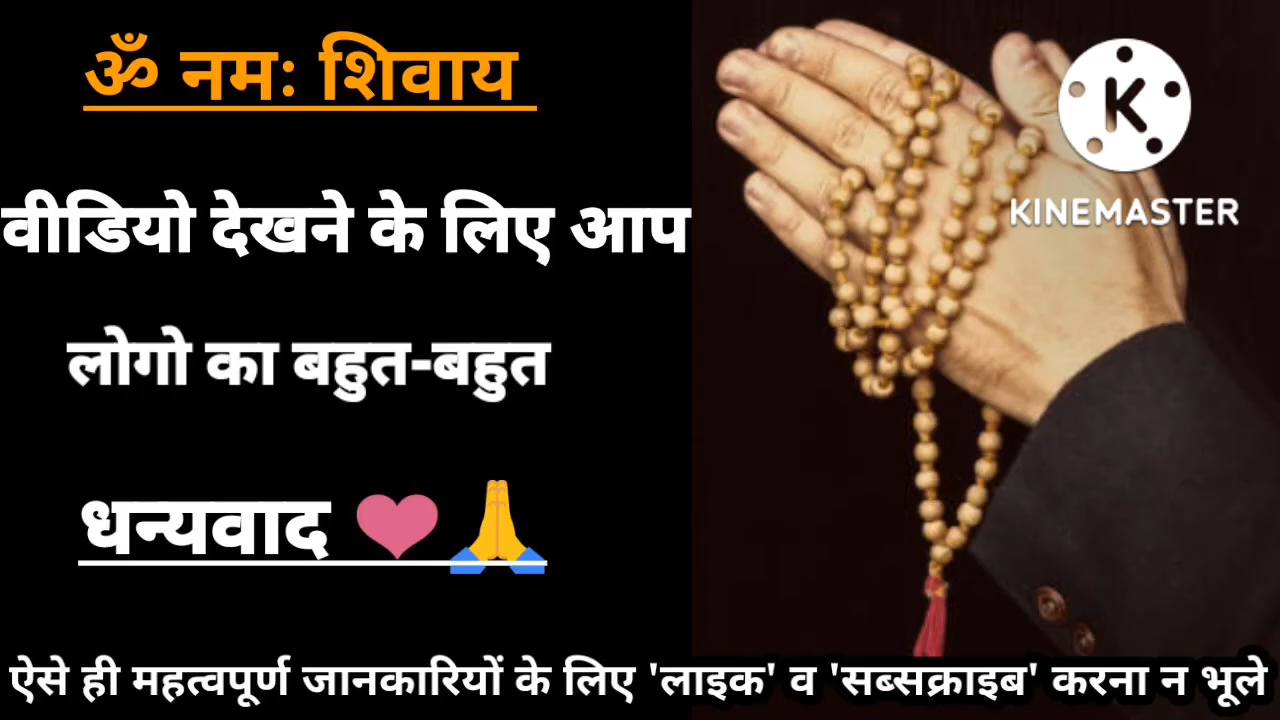 ॐ नमः शिवाय
वीडियो देखने के लिए आप
लोगो का बहुत-बहुत
धन्यवाद ❤🙏
K
KINEMASTER
ऐसे ही महत्वपूर्ण जानकारियों के लिए 'लाइक' व 'सब्सक्राइब' करना न भूले